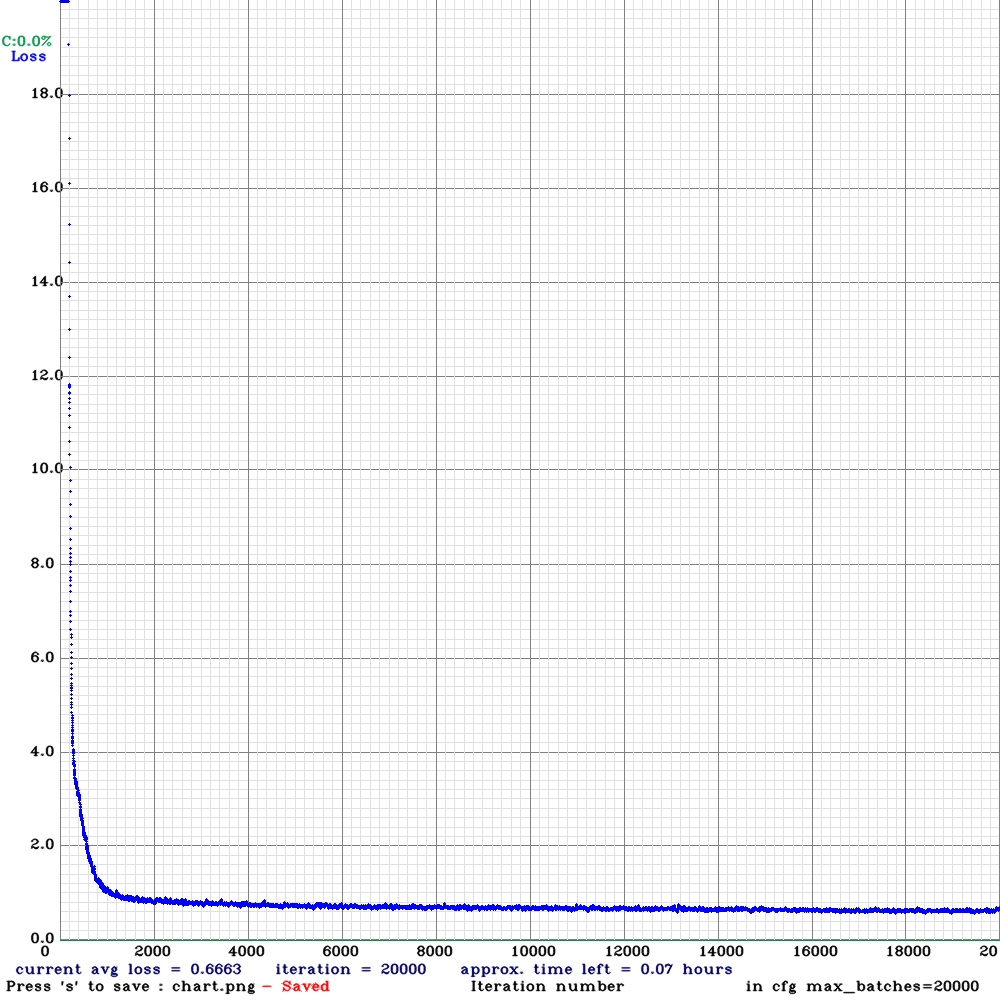 C:0.0%
Loss
18.0
16.0
14.0
12.0
10.0
8.0
6.0
4.0
2.0
0.0
0 2000 4000 6000 8000 10000 12000 14000 16000 18000 20
current avg loss = 0.6663 iteration = 20000 approx. time left = 0.07 hours
Press 's' to save : chart.png - Saved Iteration number in cfg max_batches=20000